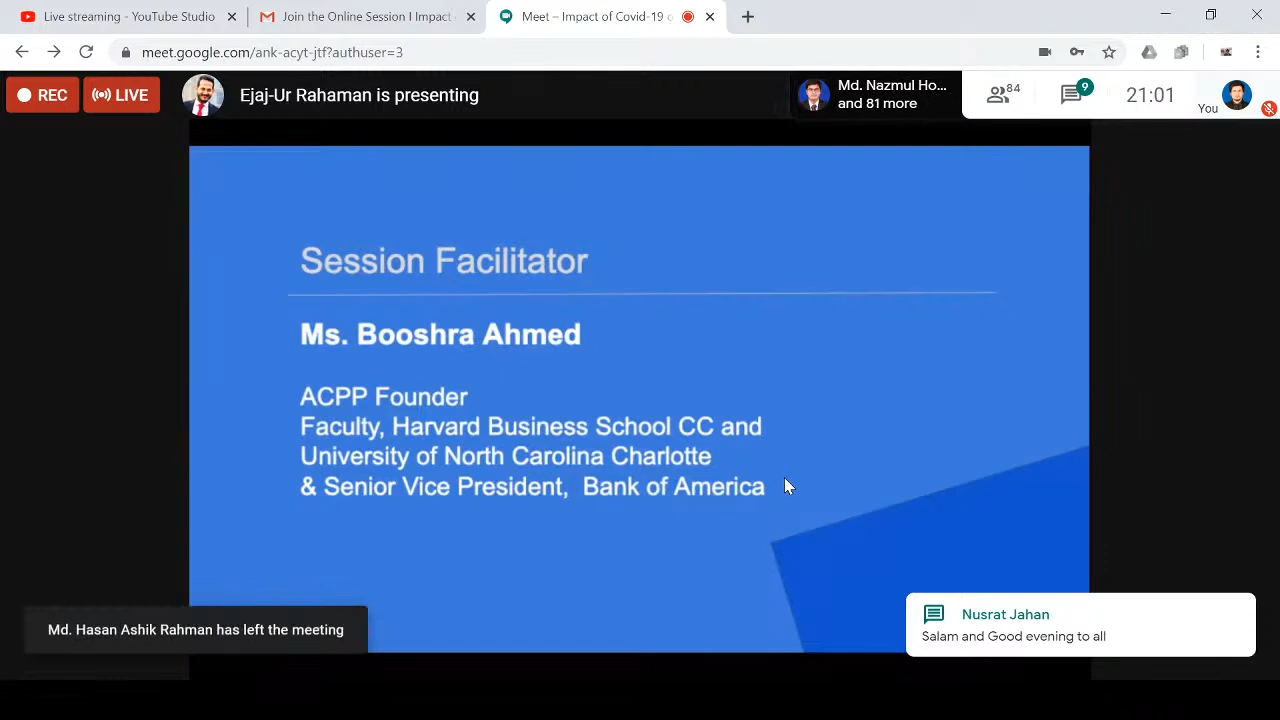 Live streaming - YouTube Studio
Join the Online Session I Impact
Meet – Impact of Covid-19 o
meet.google.com/ank-acyt-jtf?authuser=3
REC
LIVE
Ejaj-Ur Rahaman is presenting
Md. Nazmul Ho...
and 81 more
84
9
21:01
You
Session Facilitator
Ms. Booshra Ahmed
ACPP Founder
Faculty, Harvard Business School CC and
University of North Carolina Charlotte
& Senior Vice President, Bank of America
Md. Hasan Ashik Rahman has left the meeting
Nusrat Jahan
Salam and Good evening to all